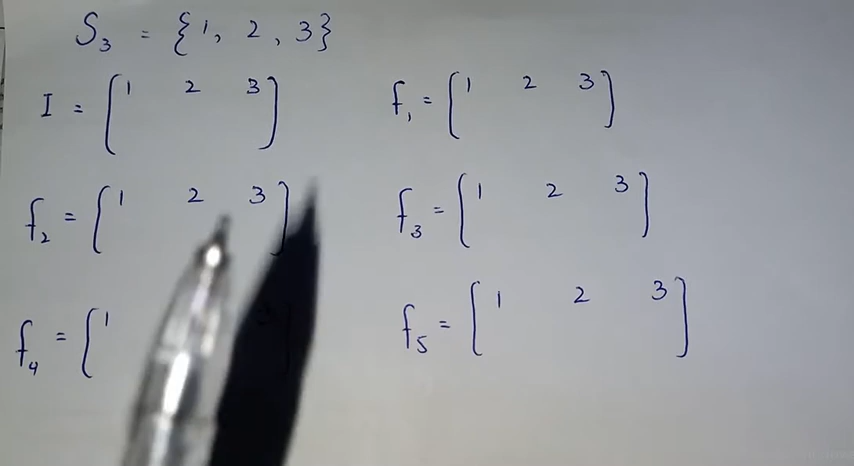 S₃ = {1, 2, 3}
I = [1 2 3]
f₁ = [1 2 3]
f₂ = [1 2 3]
f₃ = [1 2 3]
f₄ = [1 3]
f₅ = [1 2 3]